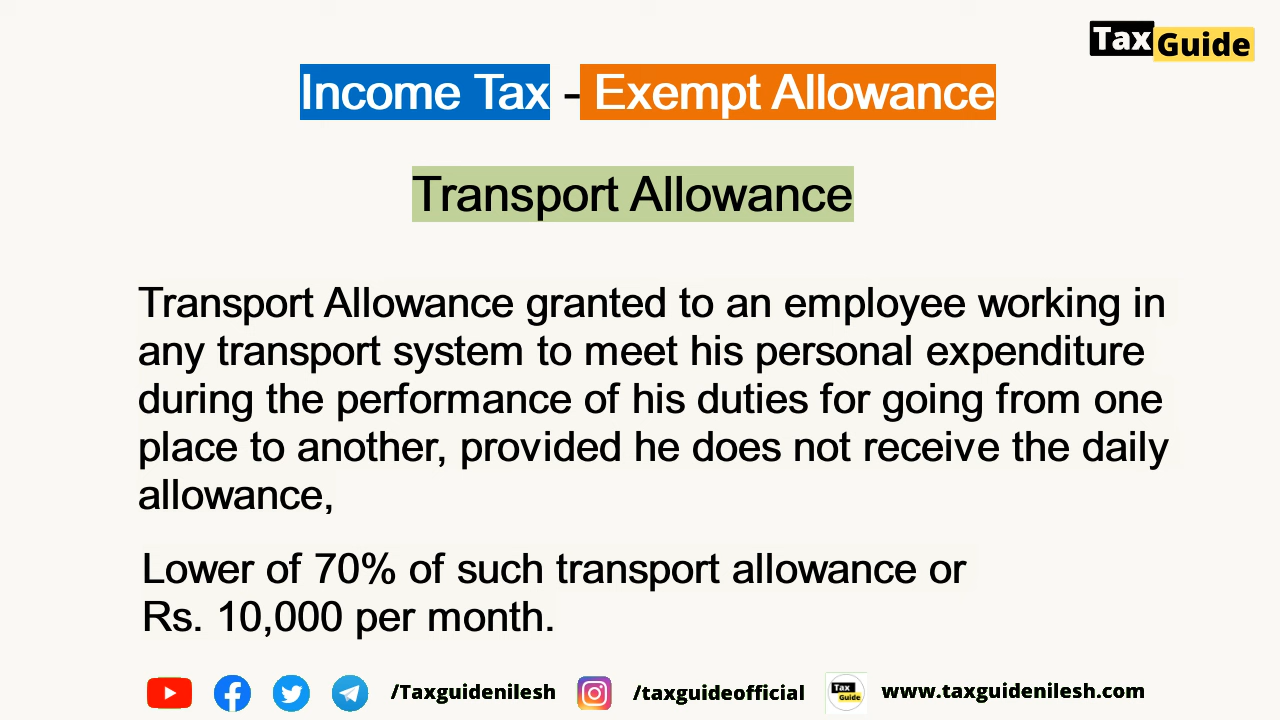 Tax Guide
Income Tax - Exempt Allowance
Transport Allowance
Transport Allowance granted to an employee working in
any transport system to meet his personal expenditure
during the performance of his duties for going from one
place to another, provided he does not receive the daily
allowance,
Lower of 70% of such transport allowance or
Rs. 10,000 per month.
/Taxguidenilesh /taxguideofficial Tax Guide www.taxguidenilesh.com